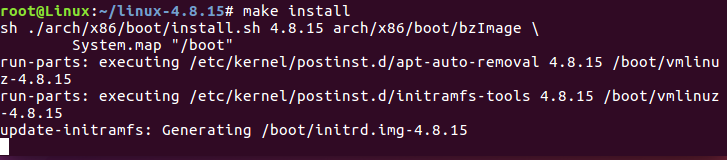 root@Linux:~/linux-4.8.15# make install
sh ./arch/x86/boot/install.sh 4.8.15 arch/x86/boot/bzImage \
        System.map "/boot"
run-parts: executing /etc/kernel/postinst.d/apt-auto-removal 4.8.15 /boot/vmlinu
z-4.8.15
run-parts: executing /etc/kernel/postinst.d/initramfs-tools 4.8.15 /boot/vmlinuz
-4.8.15
update-initramfs: Generating /boot/initrd.img-4.8.15